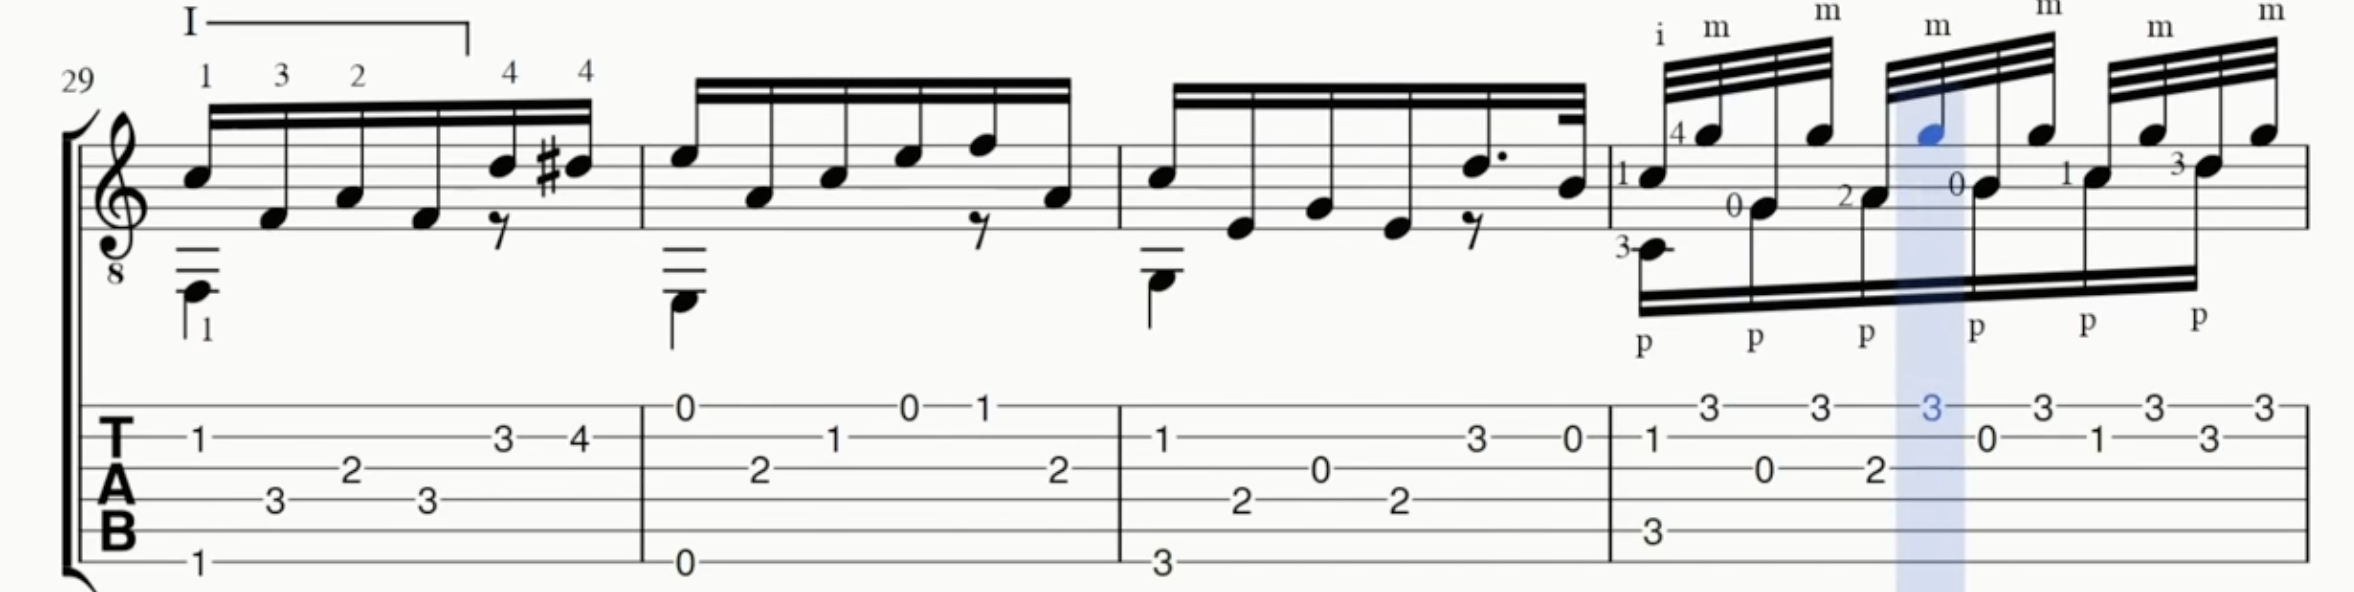 I
29 1 3 2 4 4 i m m m m m m
4
1 0 2 0 1 3
3
8
1
p p p p p p
T A B
0 0 1 3 3 3 3 3 3
1 3 4 1 1 3 0 1 0 1 3
2 2 2 0 0 2
3 3 2 2
3
1 0 3